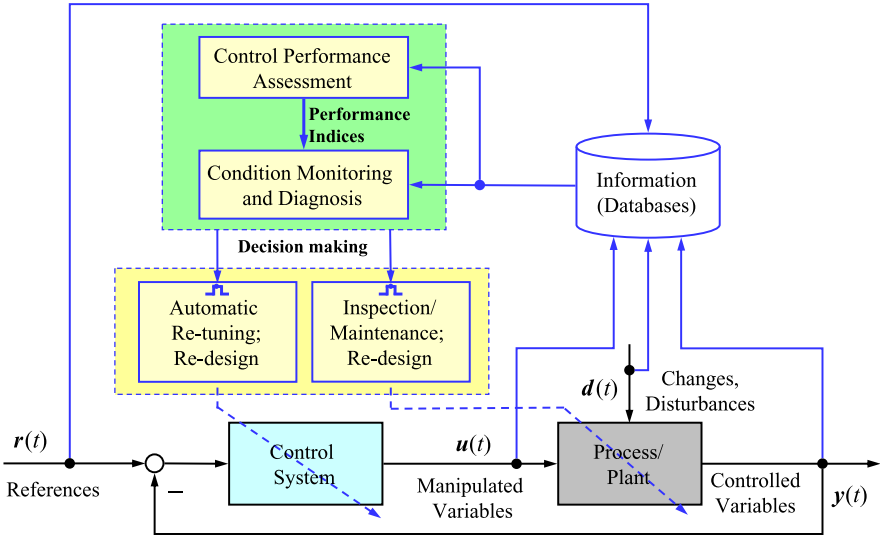 Control Performance
Assessment
Performance
Indices
Condition Monitoring
and Diagnosis
Information
(Databases)
Decision making
Automatic
Re-tuning;
Re-design
Inspection/
Maintenance;
Re-design
d(t)
Changes,
Disturbances
r(t)
References
−
Control
System
u(t)
Manipulated
Variables
Process/
Plant
Controlled
Variables
y(t)